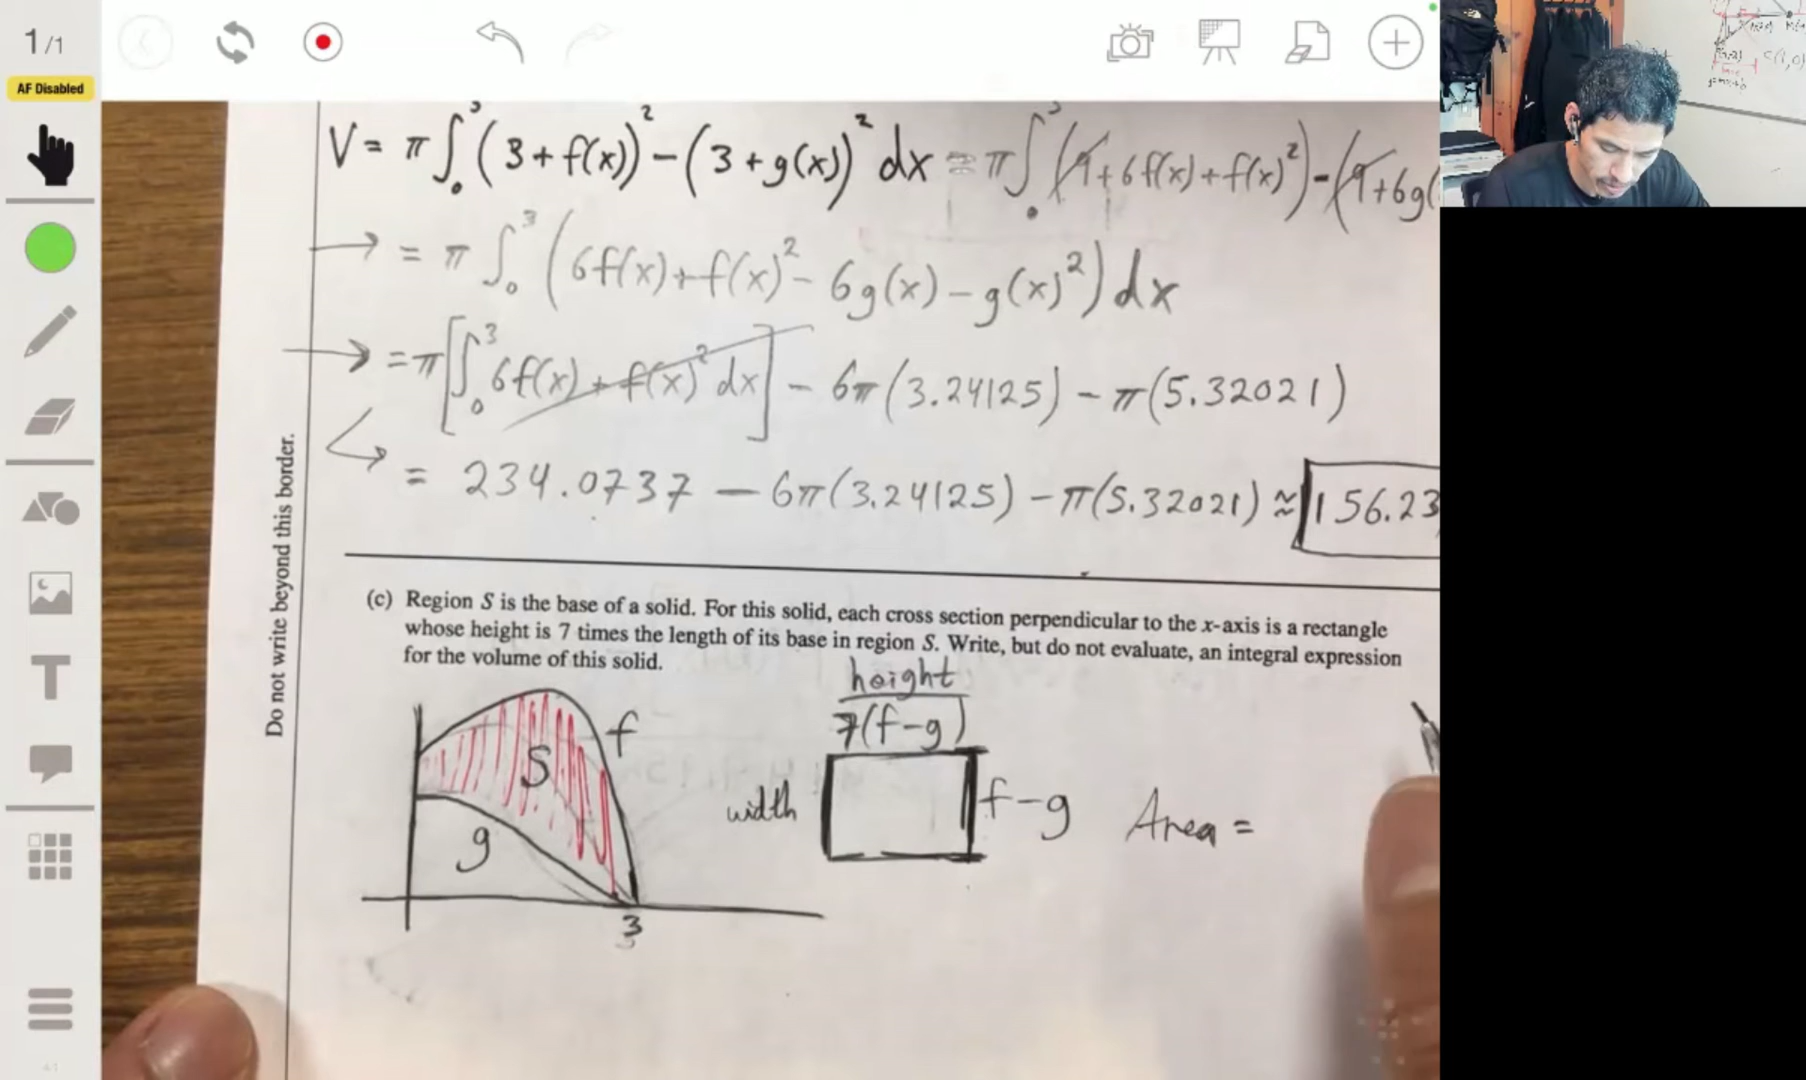 1/1
AF Disabled
V = π∫₀³ (3 + f(x))² − (3 + g(x))² dx = π∫ (9 + 6f(x) + f(x)²) − (9 + 6g(
→ = π ∫₀³ (6f(x) + f(x)² − 6g(x) − g(x)²) dx
→ = π[∫₀³ 6f(x) + f(x)² dx] − 6π(3.24125) − π(5.32021)
= 234.0737 − 6π(3.24125) − π(5.32021) ≈ 156.23
Do not write beyond this border.
(c) Region S is the base of a solid. For this solid, each cross section perpendicular to the x-axis is a rectangle
whose height is 7 times the length of its base in region S. Write, but do not evaluate, an integral expression
for the volume of this solid.
height
7(f−g)
f
S
g
3
width
f−g
Area =
T
C(1,0)